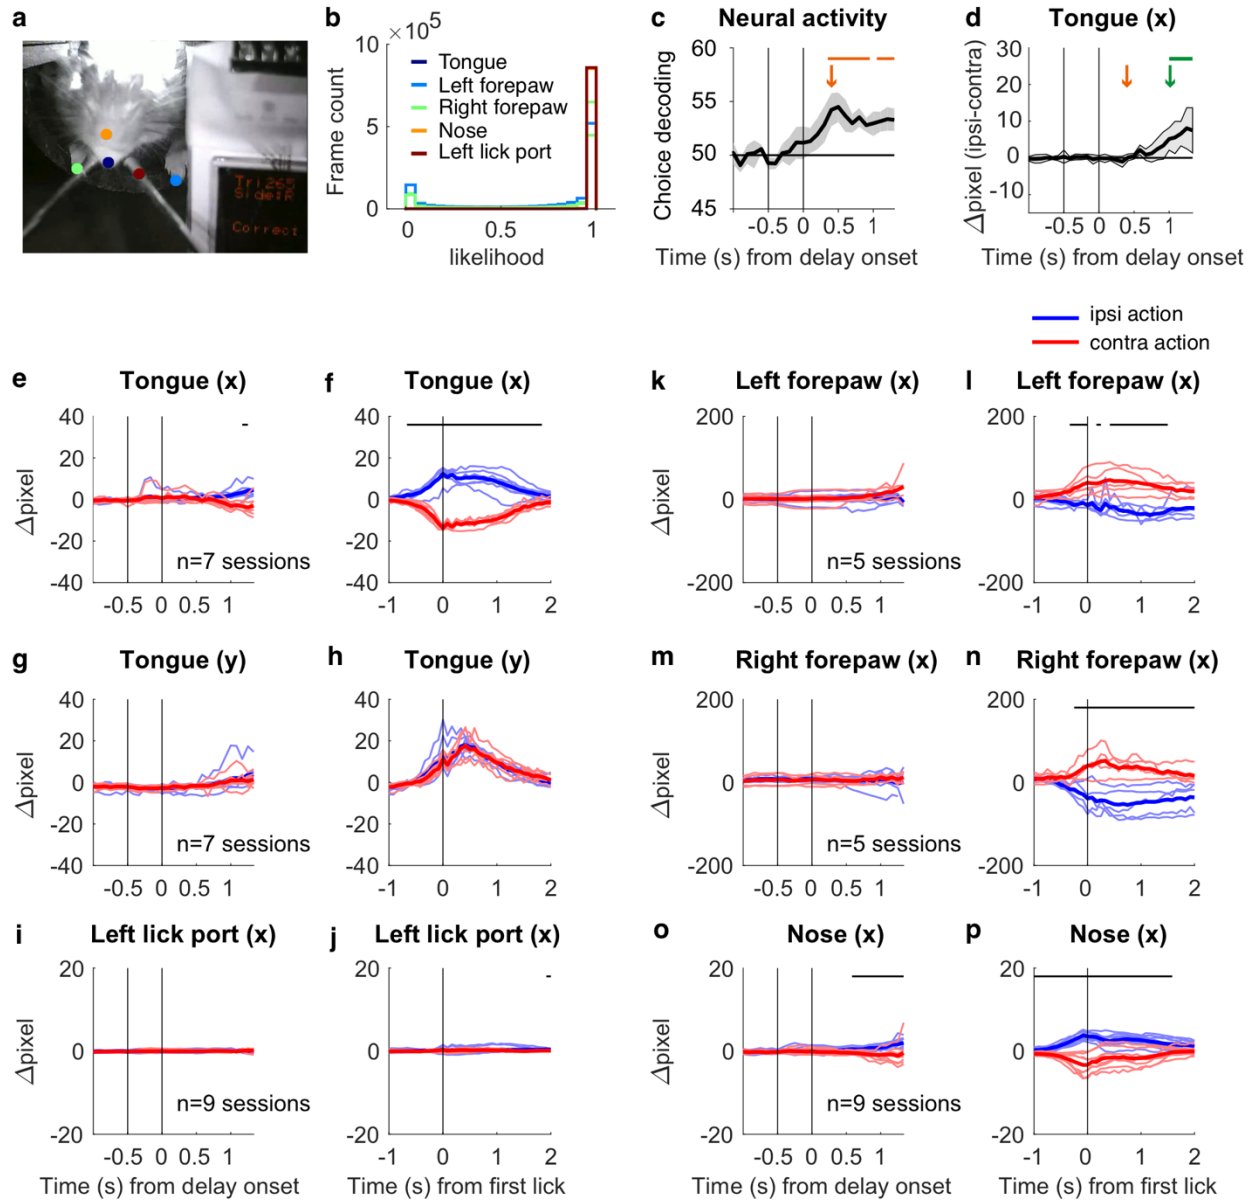 a
b
c Neural activity
d Tongue (x)
Tri265
Side:R
Correct
×10⁵
10
5
0
Frame count
Tongue
Left forepaw
Right forepaw
Nose
Left lick port
0 0.5 1
likelihood
60
55
50
45
Choice decoding
-0.5 0 0.5 1
Time (s) from delay onset
30
20
10
0
-10
Δpixel (ipsi-contra)
-0.5 0 0.5 1
Time (s) from delay onset
ipsi action
contra action
e Tongue (x)
40
20
0
-20
-40
Δpixel
n=7 sessions
-0.5 0 0.5 1
f Tongue (x)
40
20
0
-20
-40
-1 0 1 2
k Left forepaw (x)
200
0
-200
Δpixel
n=5 sessions
-0.5 0 0.5 1
l Left forepaw (x)
200
0
-200
-1 0 1 2
g Tongue (y)
40
20
0
-20
-40
Δpixel
n=7 sessions
-0.5 0 0.5 1
h Tongue (y)
40
20
0
-20
-40
-1 0 1 2
m Right forepaw (x)
200
0
-200
Δpixel
n=5 sessions
-0.5 0 0.5 1
n Right forepaw (x)
200
0
-200
-1 0 1 2
i Left lick port (x)
20
0
-20
Δpixel
n=9 sessions
-0.5 0 0.5 1
Time (s) from delay onset
j Left lick port (x)
20
0
-20
-1 0 1 2
Time (s) from first lick
o Nose (x)
20
0
-20
Δpixel
n=9 sessions
-0.5 0 0.5 1
Time (s) from delay onset
p Nose (x)
20
0
-20
-1 0 1 2
Time (s) from first lick